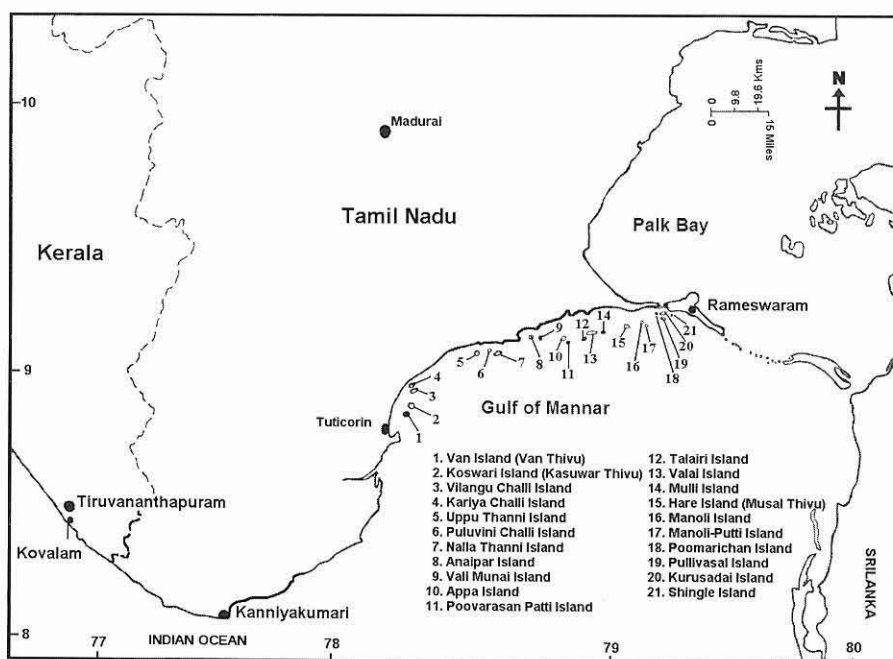 10
9
8
77
78
79
80
N
0 9.8 19.6 Kms
0 15 Miles
Madurai
Tamil Nadu
Kerala
Palk Bay
Rameswaram
Gulf of Mannar
Tuticorin
Tiruvananthapuram
Kovalam
Kanniyakumari
INDIAN OCEAN
SRILANKA
1
2
3
4
5
6
7
8
9
10
11
12
13
14
15
16
17
18
19
20
21
1. Van Island (Van Thivu)
2. Koswari Island (Kasuwar Thivu)
3. Vilangu Challi Island
4. Kariya Challi Island
5. Uppu Thanni Island
6. Puluvini Challi Island
7. Nalla Thanni Island
8. Anaipar Island
9. Vali Munai Island
10. Appa Island
11. Poovarasan Patti Island
12. Talairi Island
13. Valai Island
14. Mulli Island
15. Hare Island (Musal Thivu)
16. Manoli Island
17. Manoli-Putti Island
18. Poomarichan Island
19. Pullivasal Island
20. Kurusadai Island
21. Shingle Island